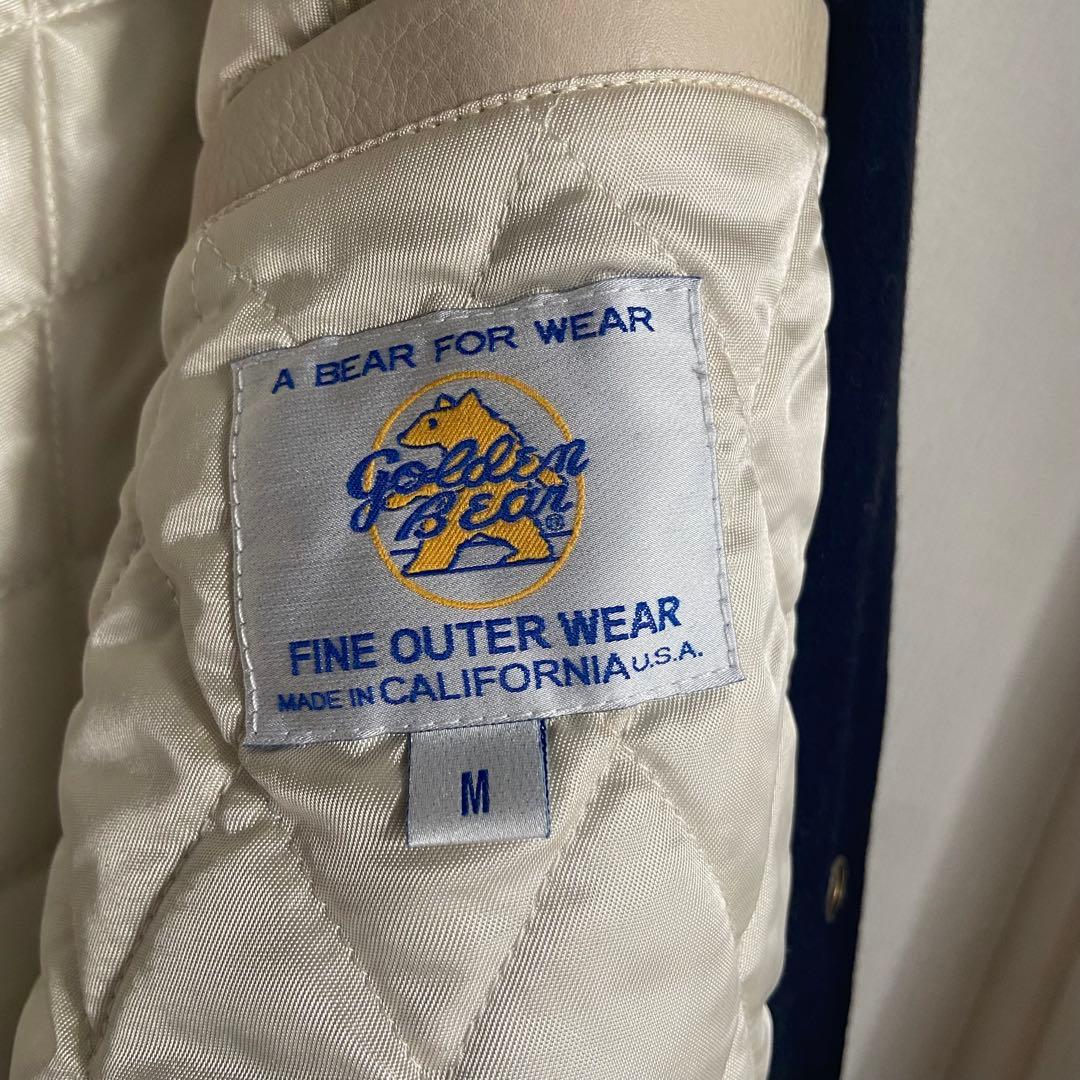 A BEAR FOR WEAR
Golden
BEar®
FINE OUTER WEAR
MADE IN CALIFORNIA U.S.A.
M